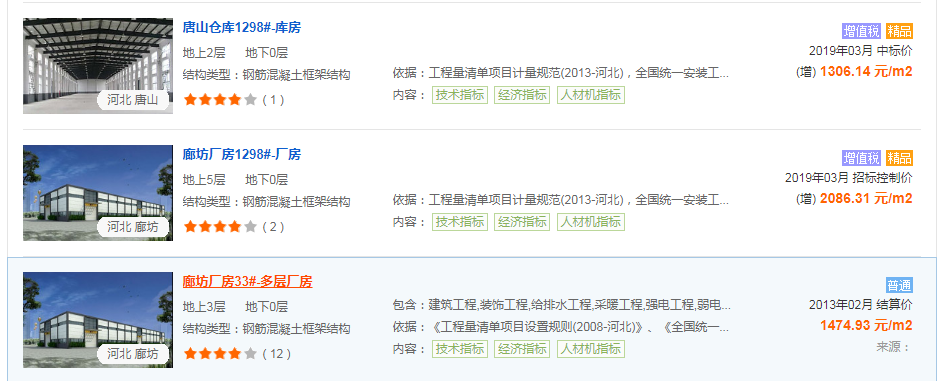 唐山仓库1298#-库房
增值税 精品
地上2层 地下0层
2019年03月 中标价
结构类型：钢筋混凝土框架结构
依据：工程量清单项目计量规范(2013-河北)，全国统一安装工...
(增) 1306.14 元/m2
河北 唐山
( 1 )
内容： 技术指标 经济指标 人材机指标
廊坊厂房1298#-厂房
增值税 精品
地上5层 地下0层
2019年03月 招标控制价
结构类型：钢筋混凝土框架结构
依据：工程量清单项目计量规范(2013-河北)，全国统一安装工...
(增) 2086.31 元/m2
河北 廊坊
( 2 )
内容： 技术指标 经济指标 人材机指标
廊坊厂房33#-多层厂房
普通
地上3层 地下0层
包含：建筑工程,装饰工程,给排水工程,采暖工程,强电工程,弱电...
2013年02月 结算价
结构类型：钢筋混凝土框架结构
依据：《工程量清单项目设置规则(2008-河北)》、《全国统一...
1474.93 元/m2
河北 廊坊
( 12 )
内容： 技术指标 经济指标 人材机指标
来源：